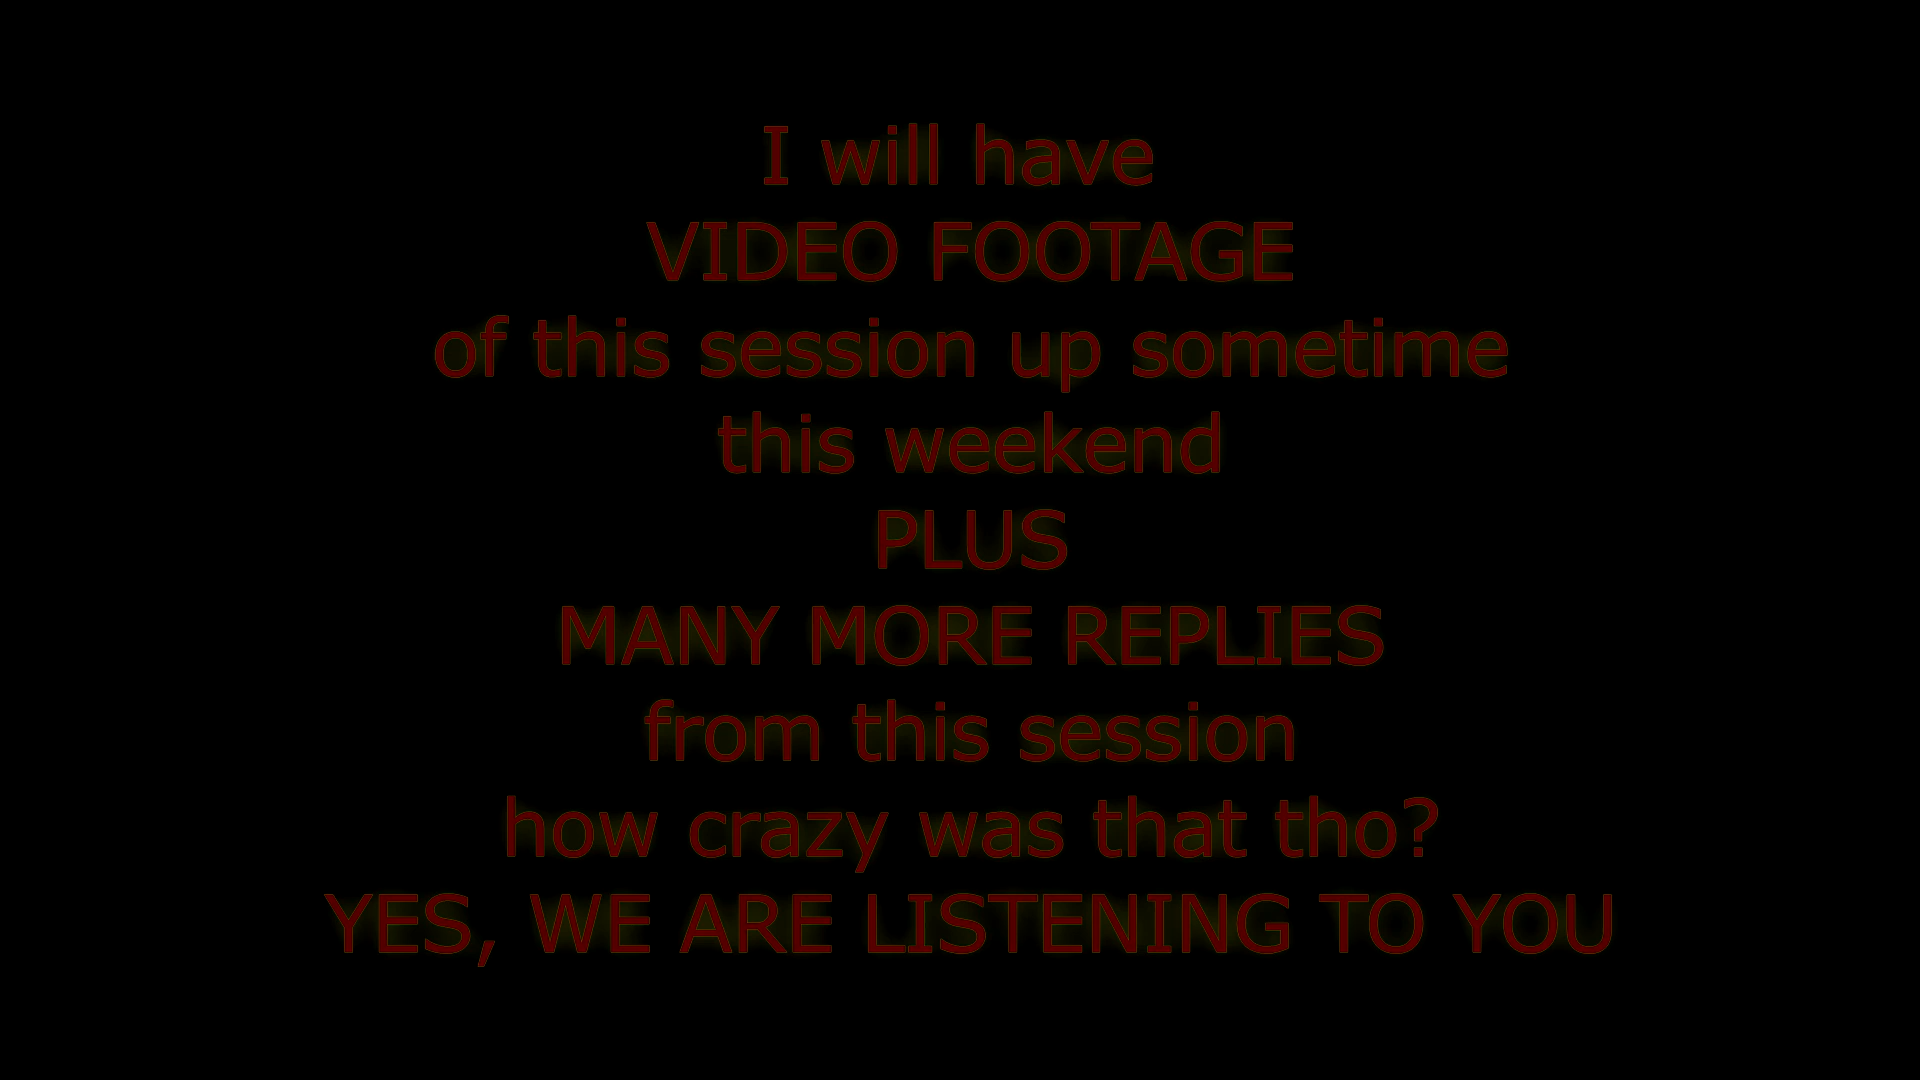 I will have
VIDEO FOOTAGE
of this session up sometime
this weekend
PLUS
MANY MORE REPLIES
from this session
how crazy was that tho?
YES, WE ARE LISTENING TO YOU